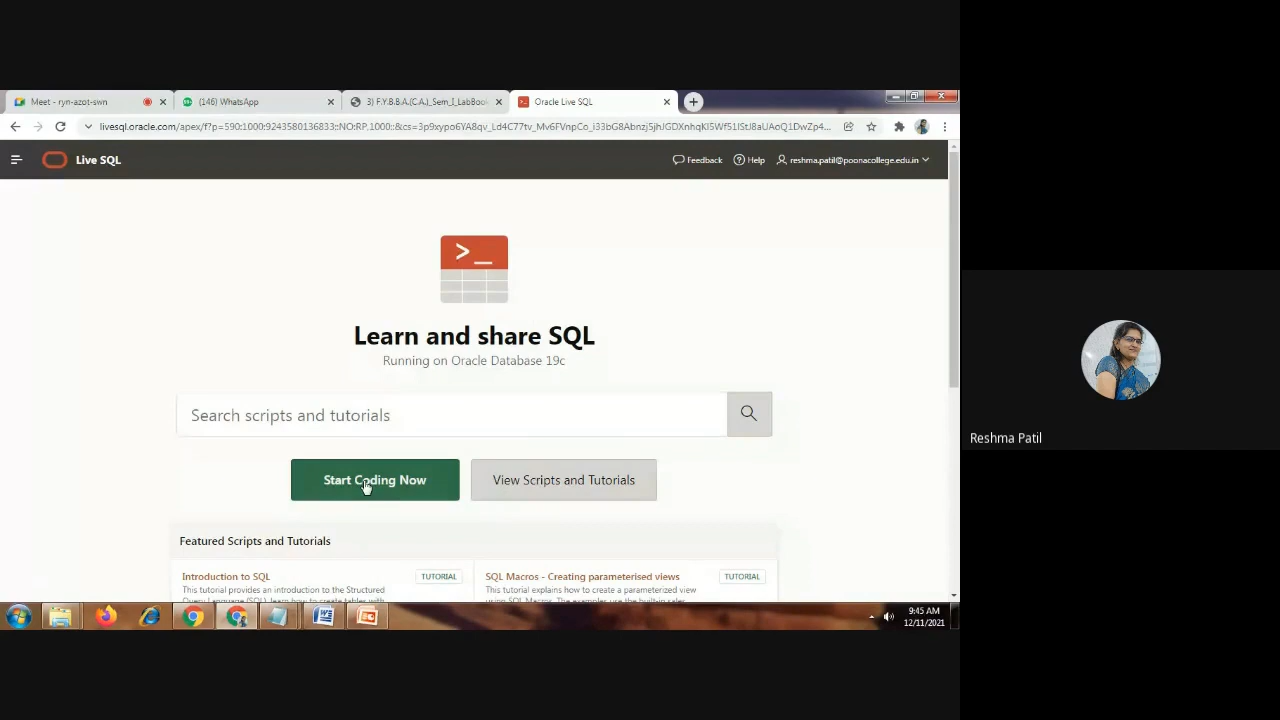 Meet - ryn-azot-swn
(146) WhatsApp
3) F.Y.B.B.A.(C.A.)_Sem_I_LabBook
Oracle Live SQL
Live SQL
Feedback
Help
reshma.patil@poonacollege.edu.in
>_
Learn and share SQL
Running on Oracle Database 19c
Search scripts and tutorials
Start Coding Now
View Scripts and Tutorials
Featured Scripts and Tutorials
Introduction to SQL
TUTORIAL
This tutorial provides an introduction to the Structured
SQL Macros - Creating parameterised views
TUTORIAL
This tutorial explains how to create a parameterized view
9:45 AM
12/11/2021
Reshma Patil